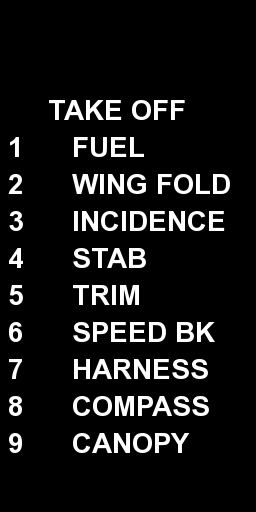 TAKE OFF
1 FUEL
2 WING FOLD
3 INCIDENCE
4 STAB
5 TRIM
6 SPEED BK
7 HARNESS
8 COMPASS
9 CANOPY